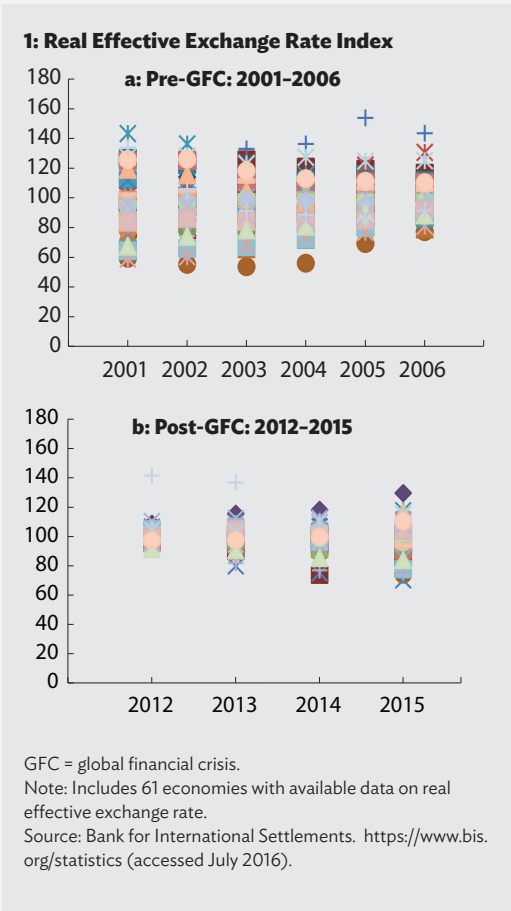 1: Real Effective Exchange Rate Index
a: Pre-GFC: 2001–2006
180
160
140
120
100
80
60
40
20
0
2001 2002 2003 2004 2005 2006
b: Post-GFC: 2012–2015
180
160
140
120
100
80
60
40
20
0
2012 2013 2014 2015
GFC = global financial crisis.
Note: Includes 61 economies with available data on real
effective exchange rate.
Source: Bank for International Settlements. https://www.bis.
org/statistics (accessed July 2016).